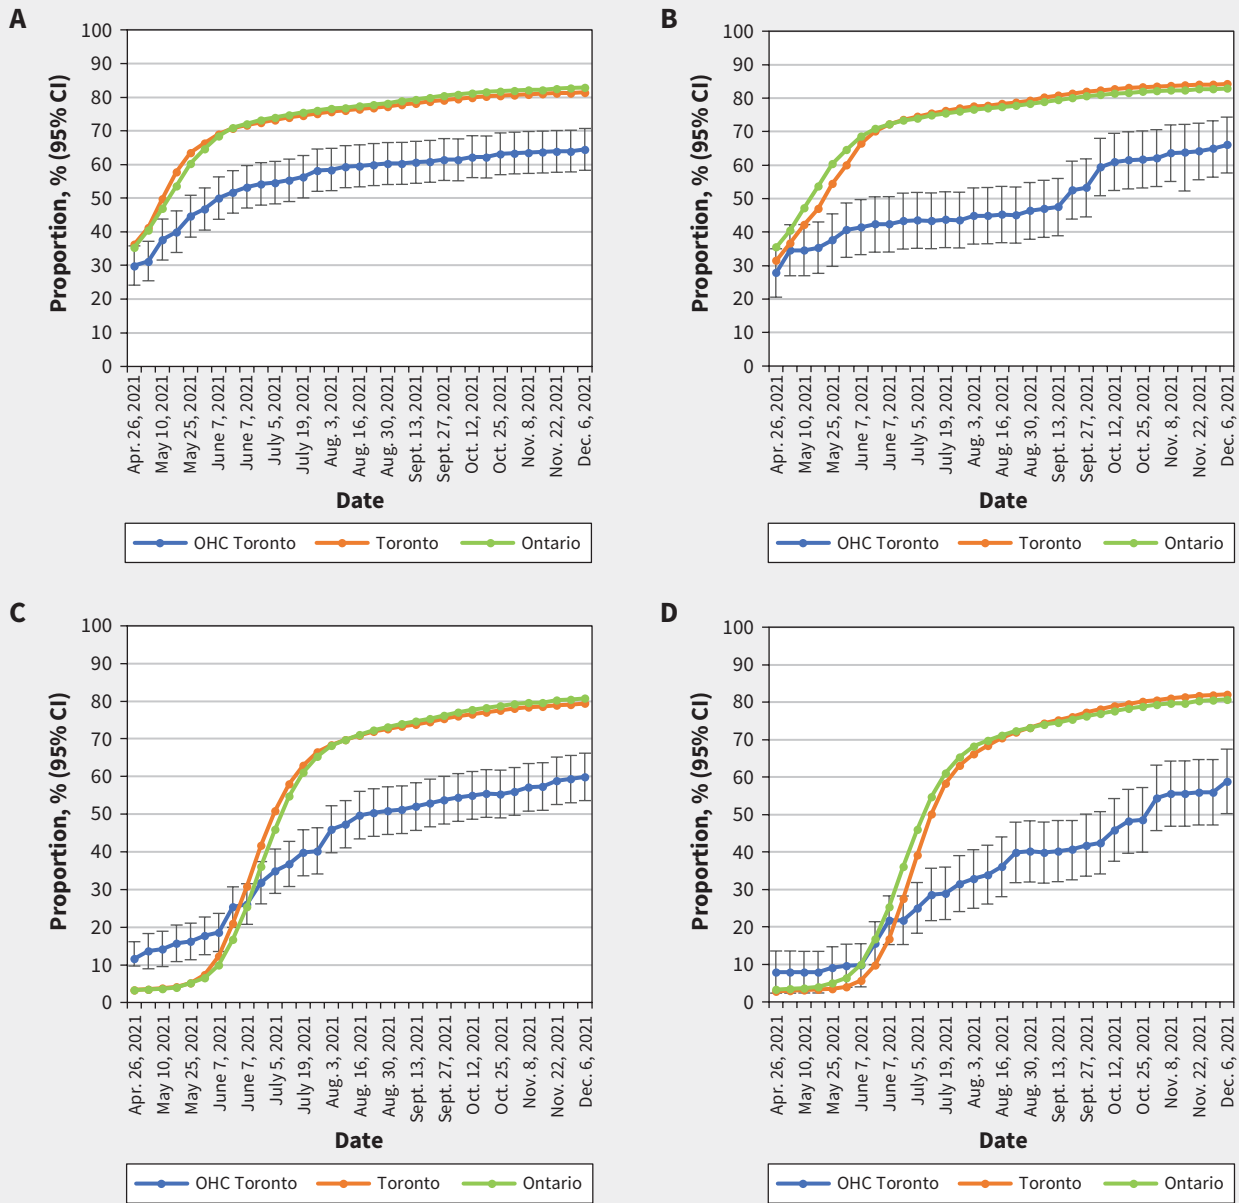 A
Proportion, % (95% CI)
100
90
80
70
60
50
40
30
20
10
0
Apr. 26, 2021
May 10, 2021
May 25, 2021
June 7, 2021
June 7, 2021
July 5, 2021
July 19, 2021
Aug. 3, 2021
Aug. 16, 2021
Aug. 30, 2021
Sept. 13, 2021
Sept. 27, 2021
Oct. 12, 2021
Oct. 25, 2021
Nov. 8, 2021
Nov. 22, 2021
Dec. 6, 2021
Date
OHC Toronto Toronto Ontario
B
Proportion, % (95% CI)
100
90
80
70
60
50
40
30
20
10
0
Apr. 26, 2021
May 10, 2021
May 25, 2021
June 7, 2021
June 7, 2021
July 5, 2021
July 19, 2021
Aug. 3, 2021
Aug. 16, 2021
Aug. 30, 2021
Sept. 13, 2021
Sept. 27, 2021
Oct. 12, 2021
Oct. 25, 2021
Nov. 8, 2021
Nov. 22, 2021
Dec. 6, 2021
Date
OHC Toronto Toronto Ontario
C
Proportion, % (95% CI)
100
90
80
70
60
50
40
30
20
10
0
Apr. 26, 2021
May 10, 2021
May 25, 2021
June 7, 2021
June 7, 2021
July 5, 2021
July 19, 2021
Aug. 3, 2021
Aug. 16, 2021
Aug. 30, 2021
Sept. 13, 2021
Sept. 27, 2021
Oct. 12, 2021
Oct. 25, 2021
Nov. 8, 2021
Nov. 22, 2021
Dec. 6, 2021
Date
OHC Toronto Toronto Ontario
D
Proportion, % (95% CI)
100
90
80
70
60
50
40
30
20
10
0
Apr. 26, 2021
May 10, 2021
May 25, 2021
June 7, 2021
June 7, 2021
July 5, 2021
July 19, 2021
Aug. 3, 2021
Aug. 16, 2021
Aug. 30, 2021
Sept. 13, 2021
Sept. 27, 2021
Oct. 12, 2021
Oct. 25, 2021
Nov. 8, 2021
Nov. 22, 2021
Dec. 6, 2021
Date
OHC Toronto Toronto Ontario